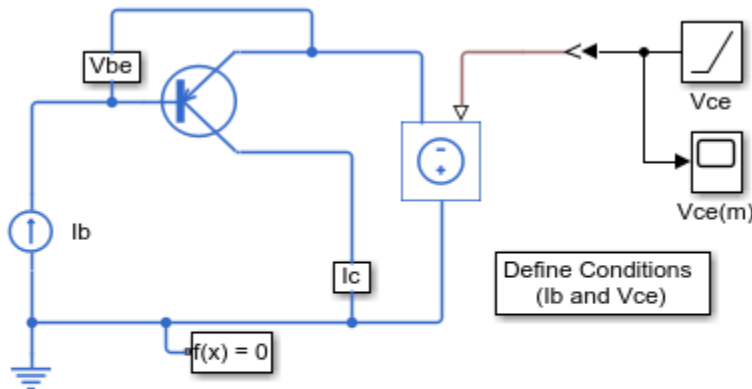 Vbe
Vce
Vce(m)
Ib
Ic
Define Conditions
(Ib and Vce)
f(x) = 0